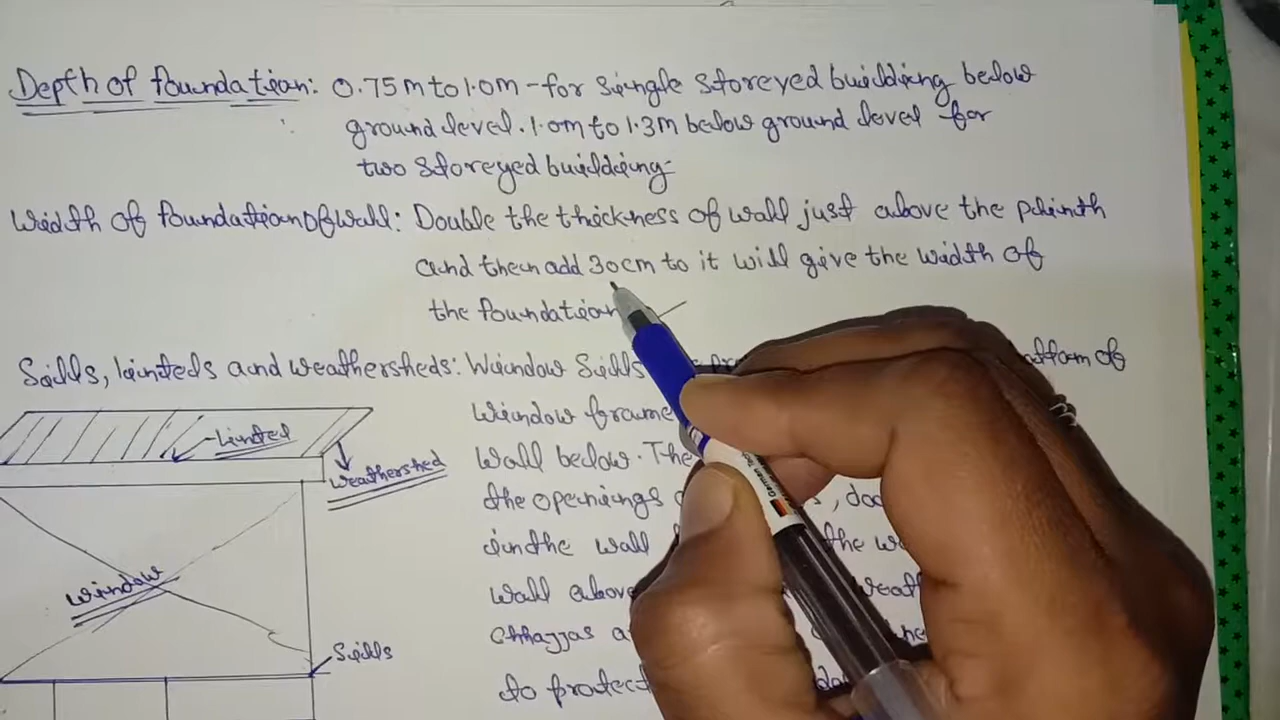 Depth of foundation: 0.75m to 1.0m - for single storeyed building below
ground level. 1.0m to 1.3m below ground level for
two storeyed building
Width of foundation of wall: Double the thickness of wall just above the plinth
and then add 30cm to it will give the width of
the foundation
Sills, lintels and weathersheds: Window Sills
Window frame
wall below. The
the openings
in the wall the
wall above
chhajjas
to protect
Lintel
Weathershed
Window
Sills
German